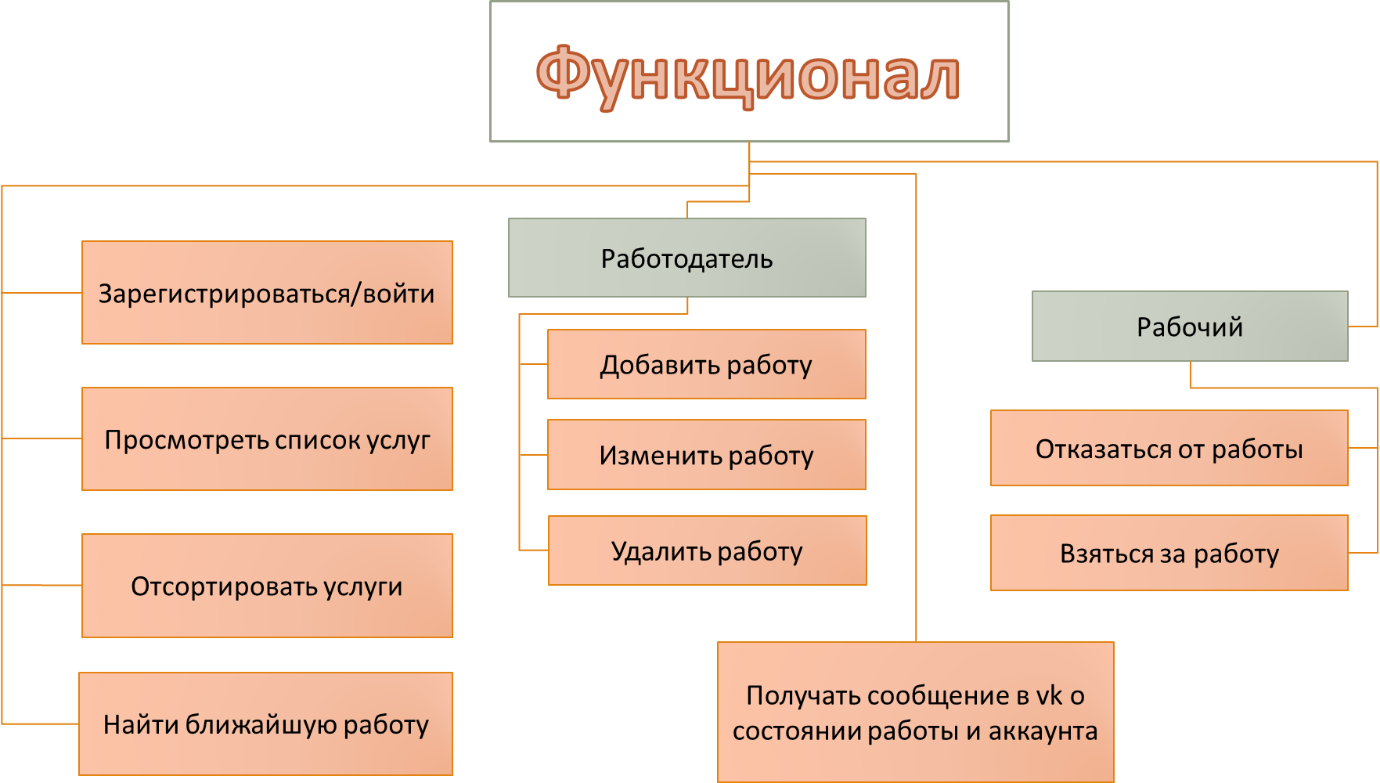 Функционал
Зарегистрироваться/войти
Просмотреть список услуг
Отсортировать услуги
Найти ближайшую работу
Работодатель
Добавить работу
Изменить работу
Удалить работу
Получать сообщение в vk о
состоянии работы и аккаунта
Рабочий
Отказаться от работы
Взяться за работу